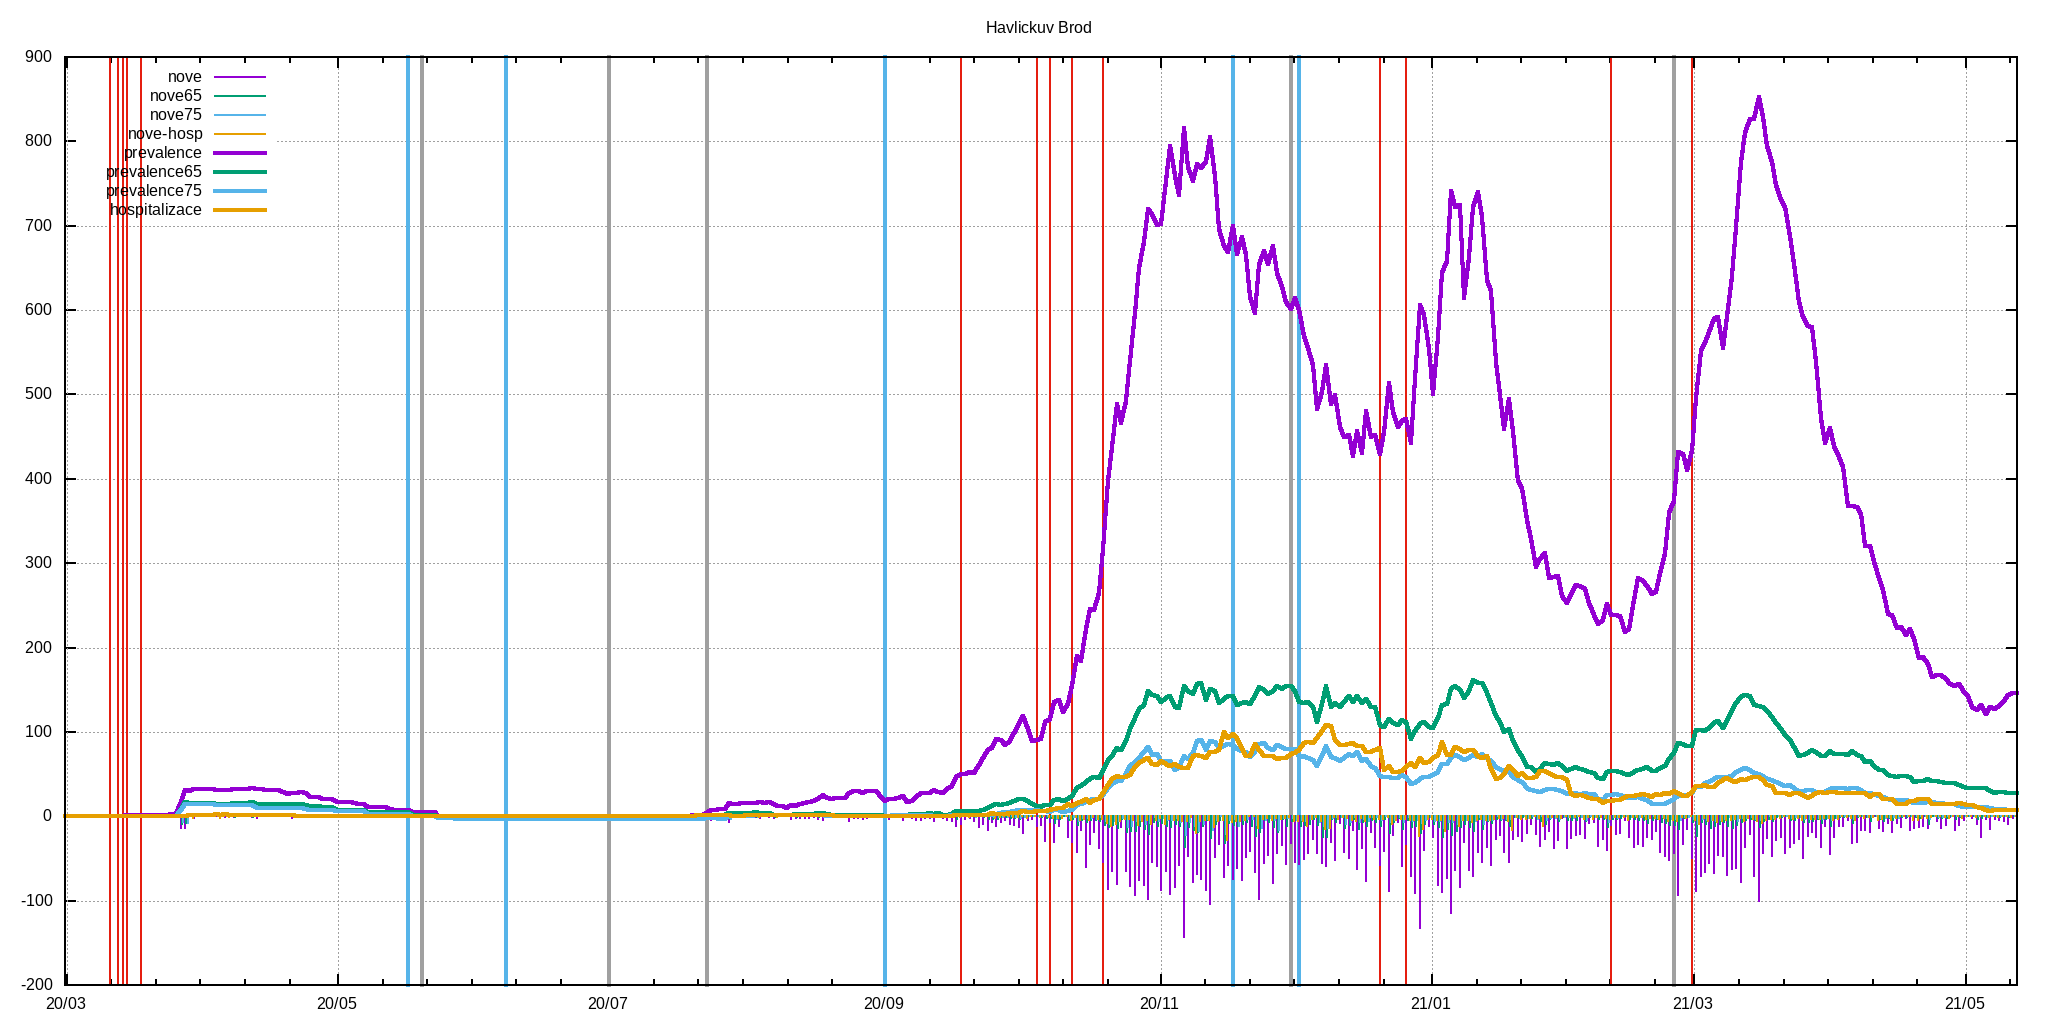 Havlickuv Brod
900
800
700
600
500
400
300
200
100
0
-100
-200
nove
nove65
nove75
nove-hosp
prevalence
prevalence65
prevalence75
hospitalizace
20/03
20/05
20/07
20/09
20/11
21/01
21/03
21/05